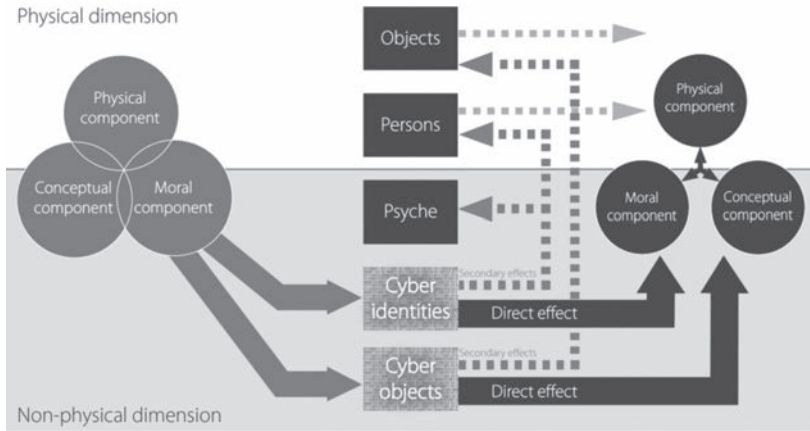 Physical dimension
Objects
Physical
component
Physical
component
Persons
Conceptual
component
Moral
component
Psyche
Moral
component
Conceptual
component
Secondary effects
Cyber
identities
Direct effect
Secondary effects
Cyber
objects
Direct effect
Non-physical dimension